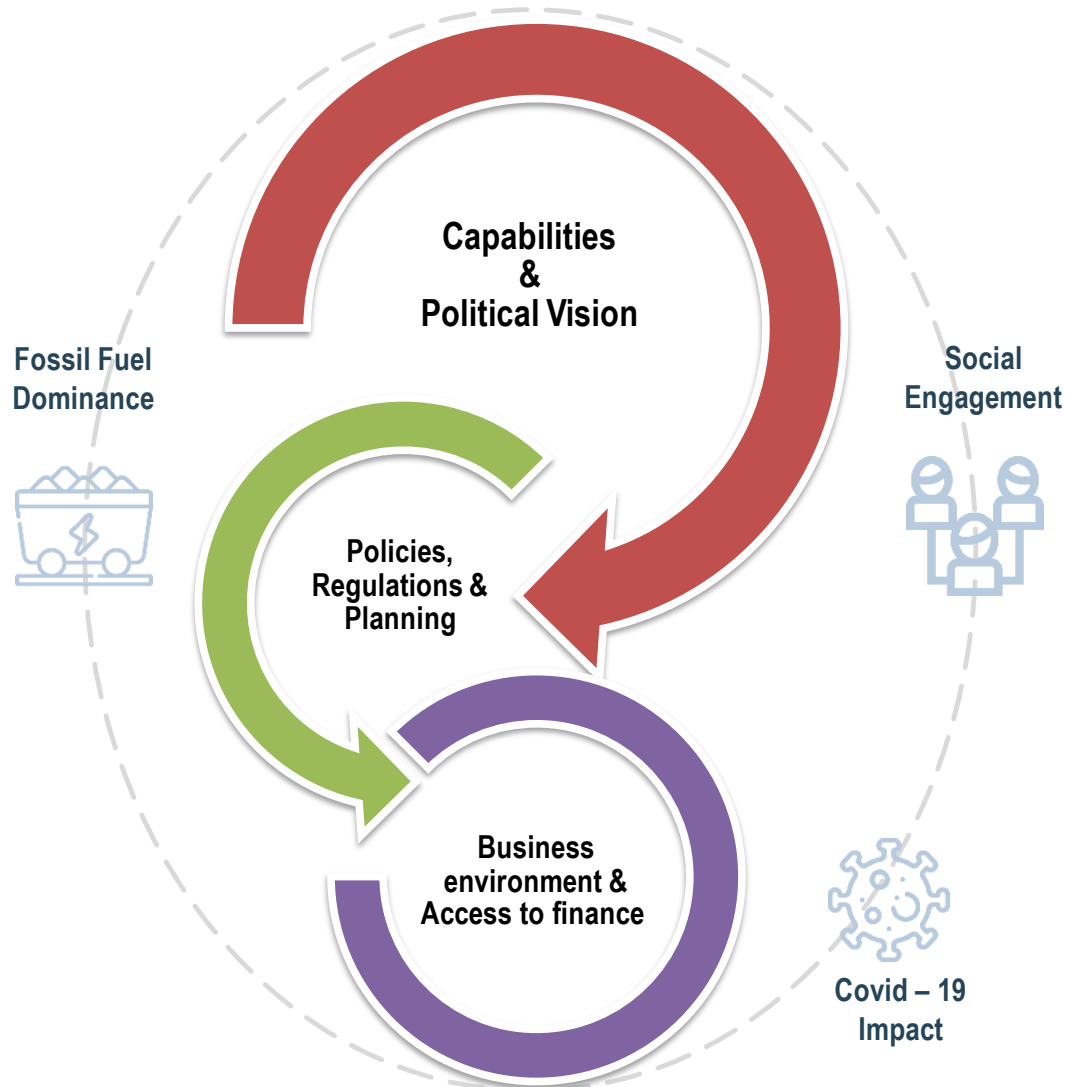 Capabilities
&
Political Vision
Fossil Fuel
Dominance
Social
Engagement
Policies,
Regulations &
Planning
Business
environment &
Access to finance
Covid – 19
Impact